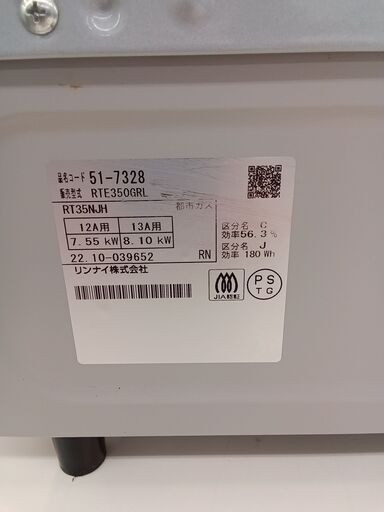 品名コード 51-7328
販売型式 RTE350GRL
RT35NJH 都市ガス
12A用 13A用
7.55 kW 8.10 kW
22.10-039652 RN
リンナイ株式会社
区分名 C
効率56.3 %
区分名 J
効率 180 Wh
JIA認証
PS
TG